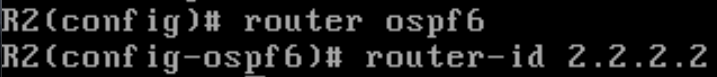 R2(config)# router ospf6
R2(config-ospf6)# router-id 2.2.2.2